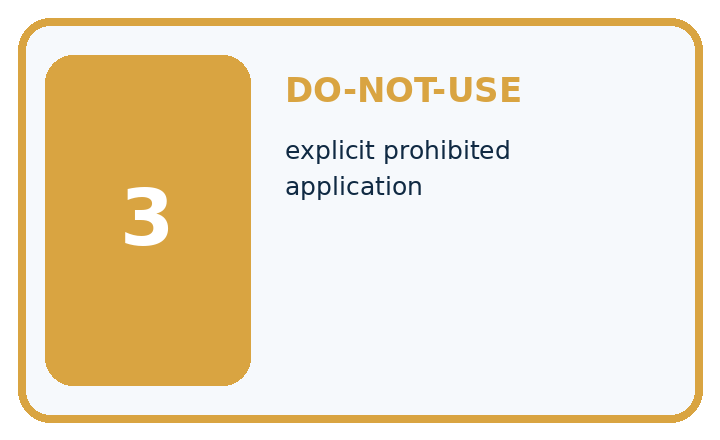 3
DO-NOT-USE
explicit prohibited
application